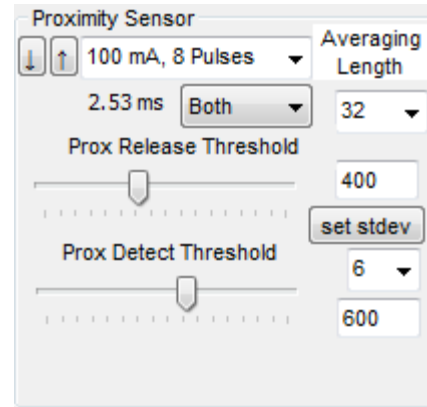 Proximity Sensor
↓ ↑ 100 mA, 8 Pulses
Averaging
Length
2.53 ms Both 32
Prox Release Threshold
400
set stdev
Prox Detect Threshold
6
600